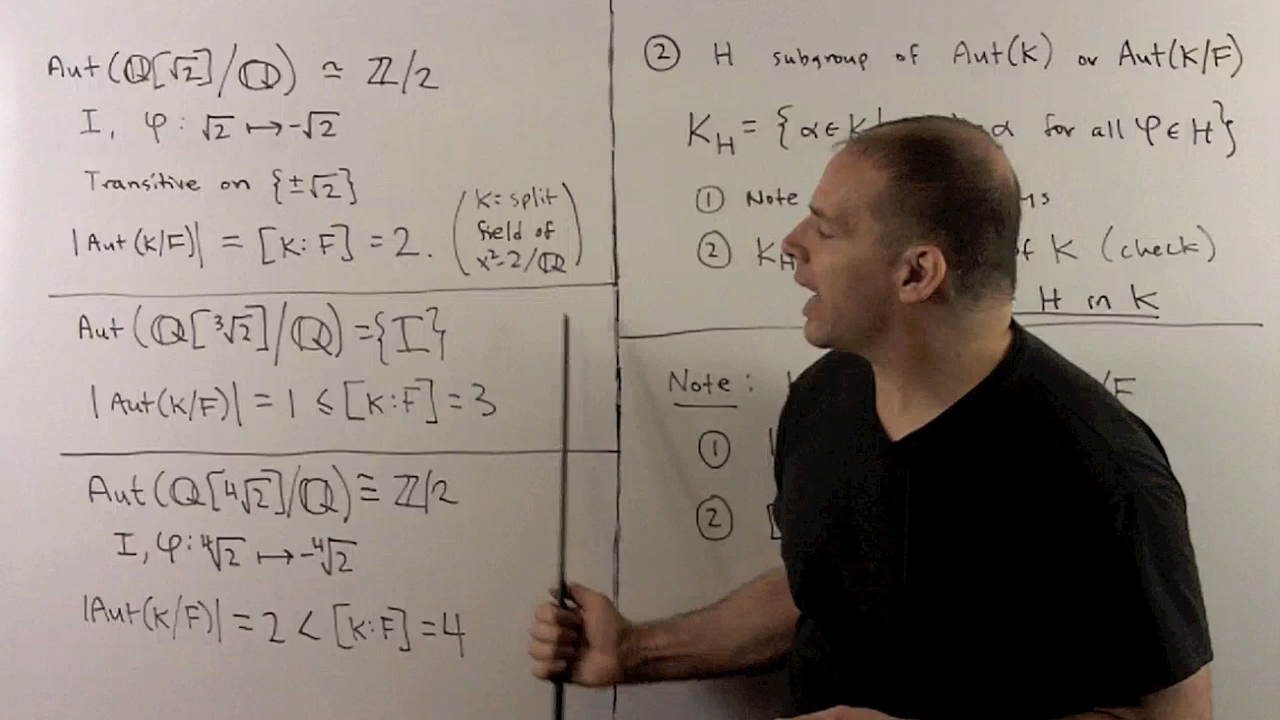 Aut(ℚ[√2]/ℚ) ≃ ℤ/2
I, φ: √2 ↦ -√2
Transitive on {±√2}
|Aut(K/F)| = [K:F] = 2.
(K = split
field of
x²-2/ℚ)
Aut(ℚ[³√2]/ℚ) = {I}
|Aut(K/F)| = 1 ≤ [K:F] = 3
Aut(ℚ[⁴√2]/ℚ) ≅ ℤ/2
I, φ: ⁴√2 ↦ -⁴√2
|Aut(K/F)| = 2 < [K:F] = 4
② H subgroup of Aut(K) or Aut(K/F)
K_H = {α∈K α for all φ∈H}
① Note
② K_H of K (check)
H in K
Note: /F
①
②